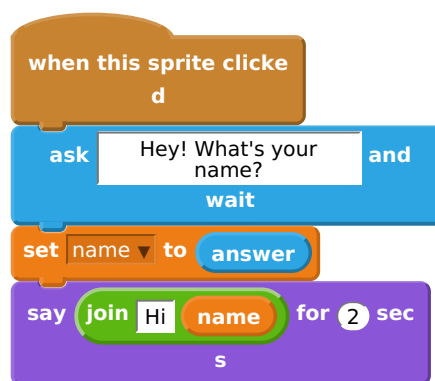 when this sprite clicke
d
ask Hey! What's your name? and
wait
set name ▼ to answer
say join Hi name for 2 sec
s